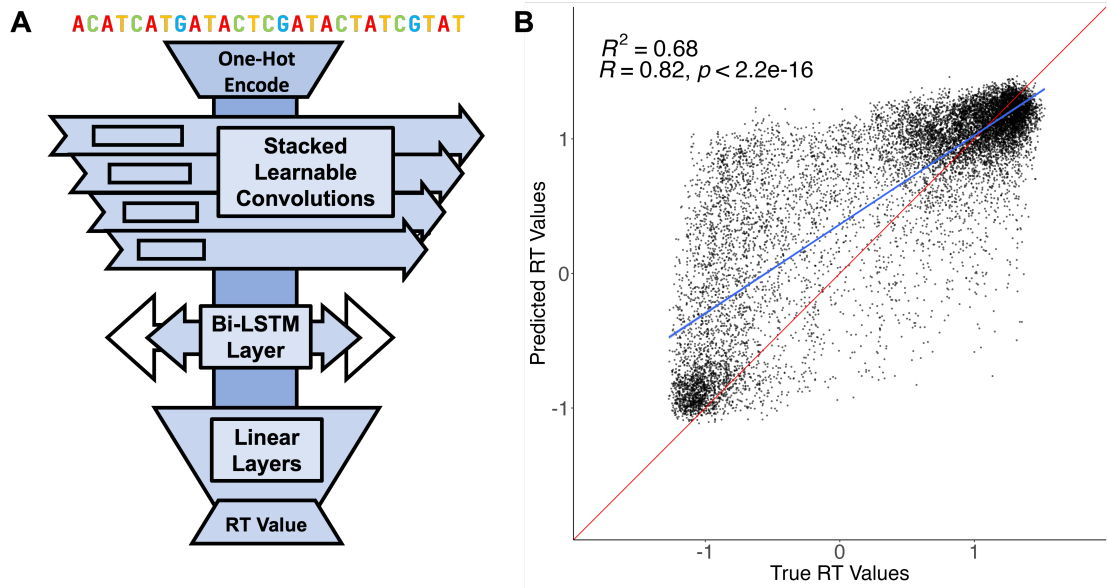 A
ACATCATGATACTCGATACTATCGTAT
One-Hot
Encode
Stacked
Learnable
Convolutions
Bi-LSTM
Layer
Linear
Layers
RT Value
B
R² = 0.68
R = 0.82, p < 2.2e-16
Predicted RT Values
1
0
-1
-1 0 1
True RT Values